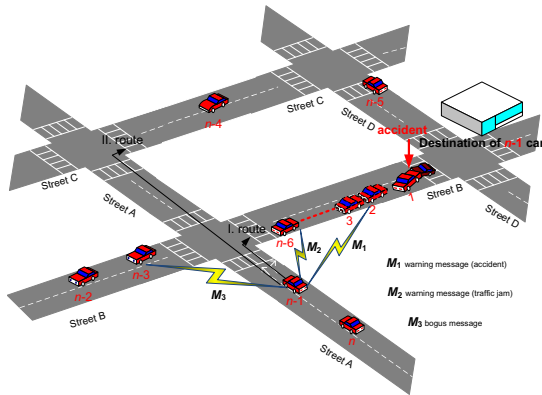 Street C
n-5
n-4
Street D
accident
Destination of n-1 car
II. route
Street C
Street A
1
2
3
Street B
Street D
I. route
n-6
M2
M1
n-3
n-2
M3
n-1
M1 warning message (accident)
M2 warning message (traffic jam)
M3 bogus message
Street B
n
Street A